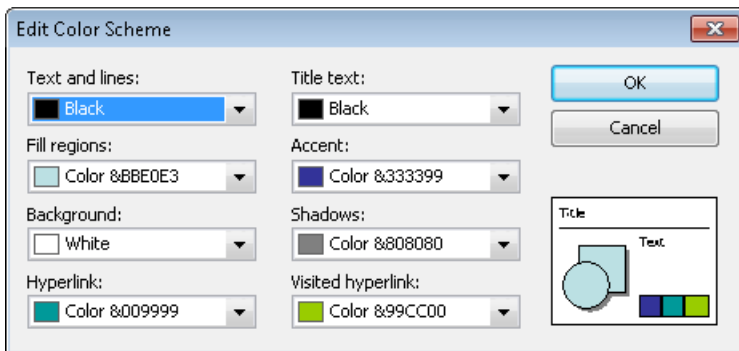 Edit Color Scheme
Text and lines:
Black
Title text:
Black
OK
Cancel
Fill regions:
Color &BBE0E3
Accent:
Color &333399
Background:
White
Shadows:
Color &808080
Hyperlink:
Color &009999
Visited hyperlink:
Color &99CC00
Title
Text